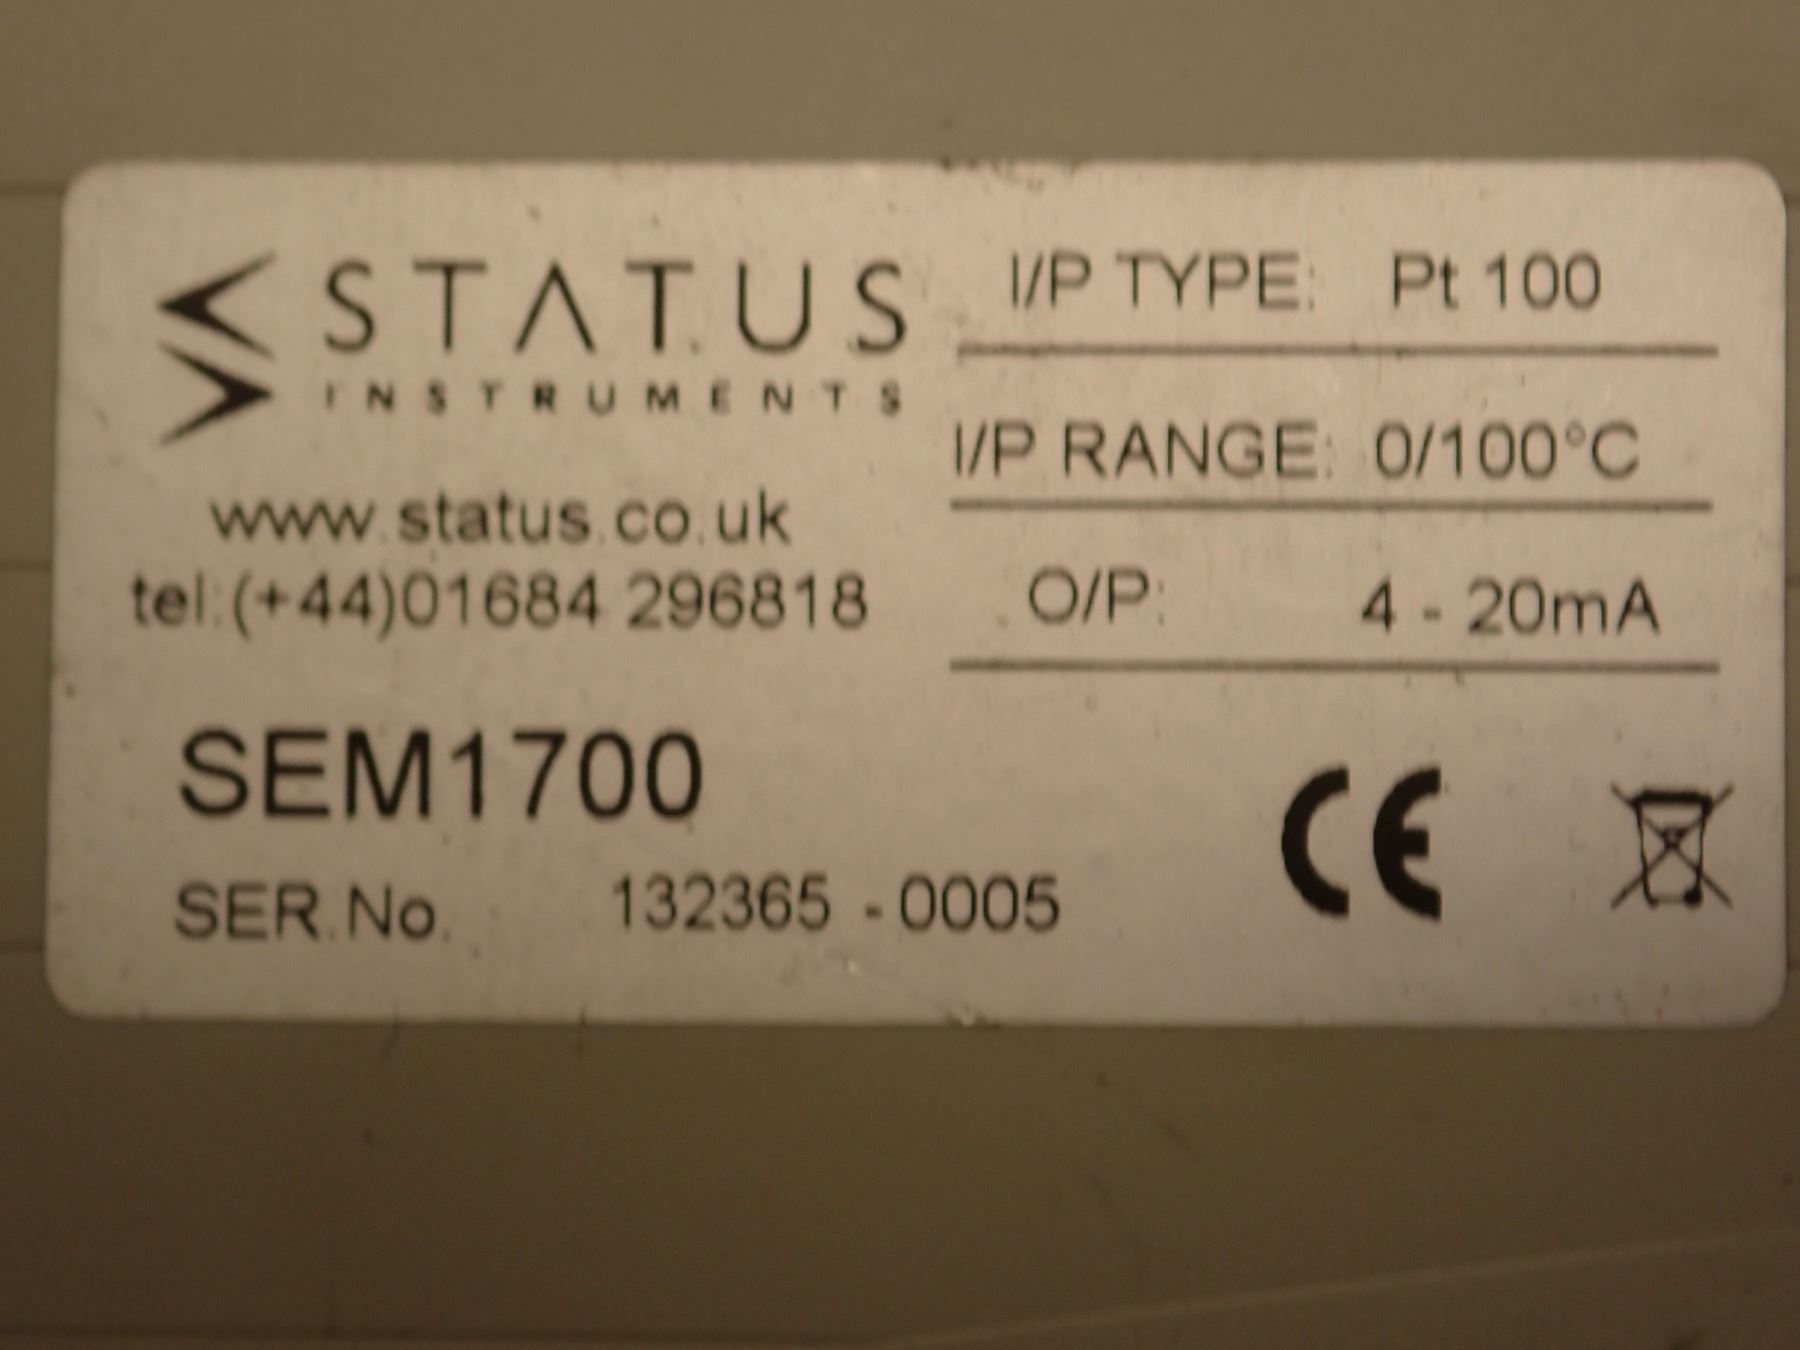 STATUS
INSTRUMENTS
www.status.co.uk
tel:(+44)01684 296818
SEM1700
SER.No. 132365 - 0005
I/P TYPE: Pt 100
I/P RANGE: 0/100°C
O/P: 4 - 20mA
CE